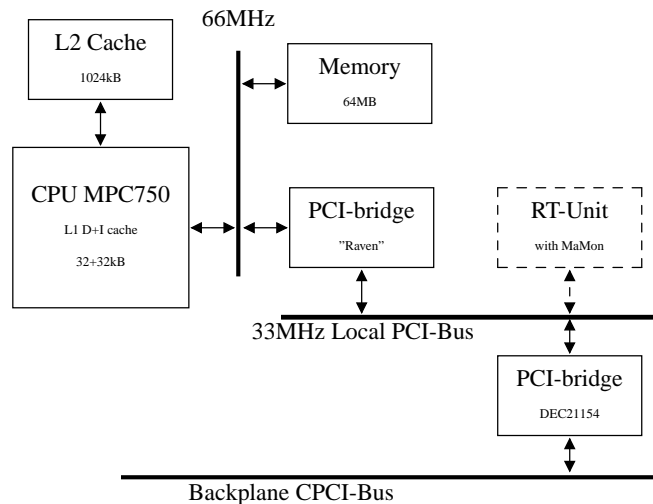 66MHz
L2 Cache
1024kB
Memory
64MB
CPU MPC750
L1 D+I cache
32+32kB
PCI-bridge
”Raven”
RT-Unit
with MaMon
33MHz Local PCI-Bus
PCI-bridge
DEC21154
Backplane CPCI-Bus